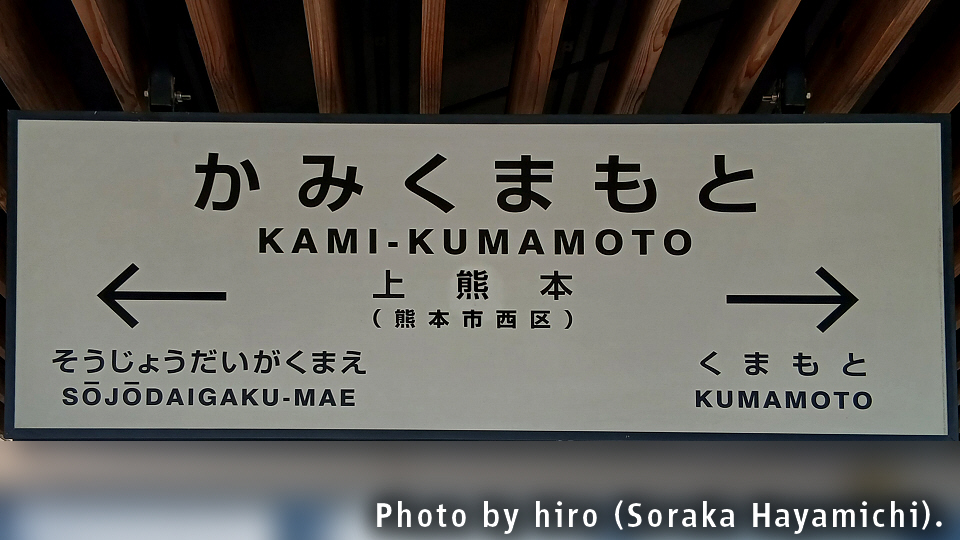 かみくまもと
KAMI-KUMAMOTO
上熊本
(熊本市西区)
そうじょうだいがくまえ
SŌJŌDAIGAKU-MAE
くまもと
KUMAMOTO
Photo by hiro (Soraka Hayamichi).